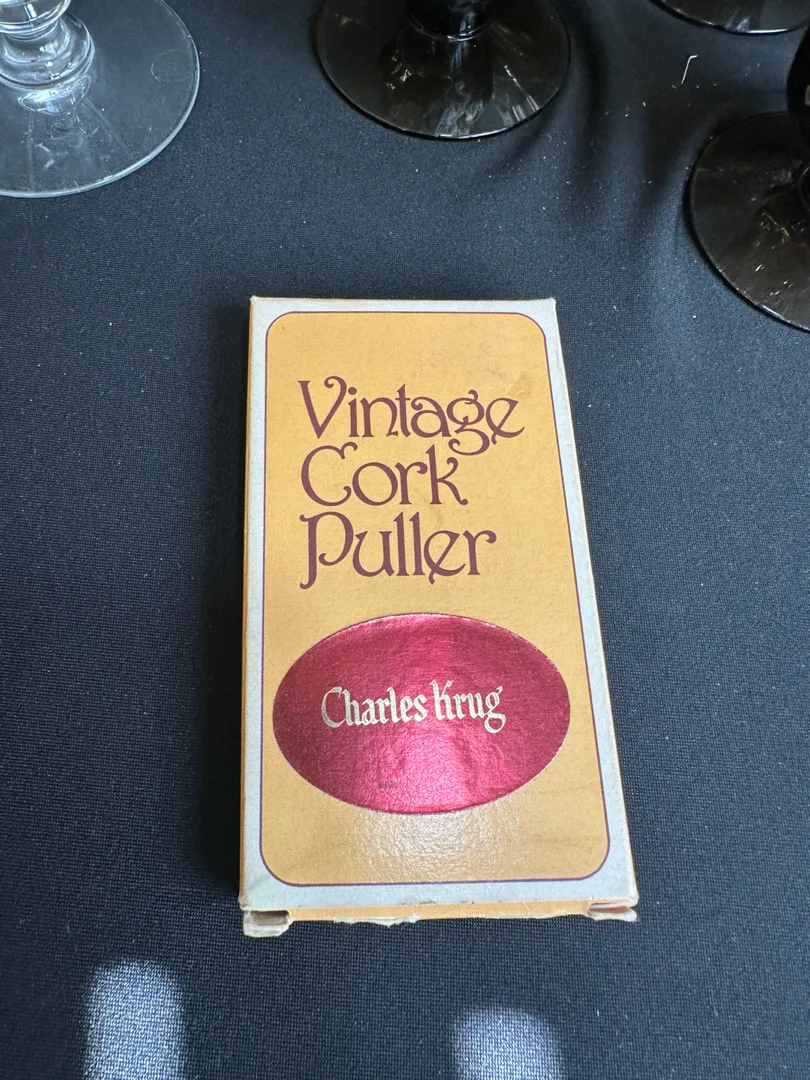 Vintage
Cork
Puller
Charles Krug